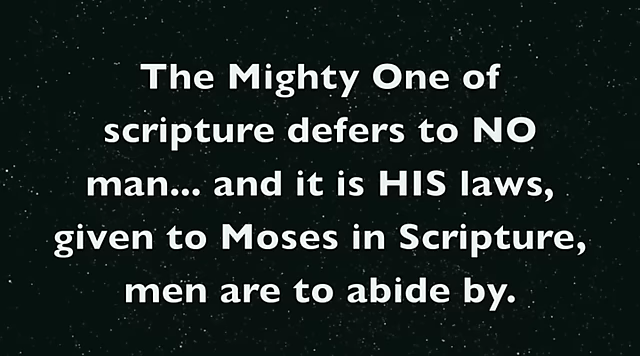 The Mighty One of
scripture defers to NO
man... and it is HIS laws,
given to Moses in Scripture,
men are to abide by.